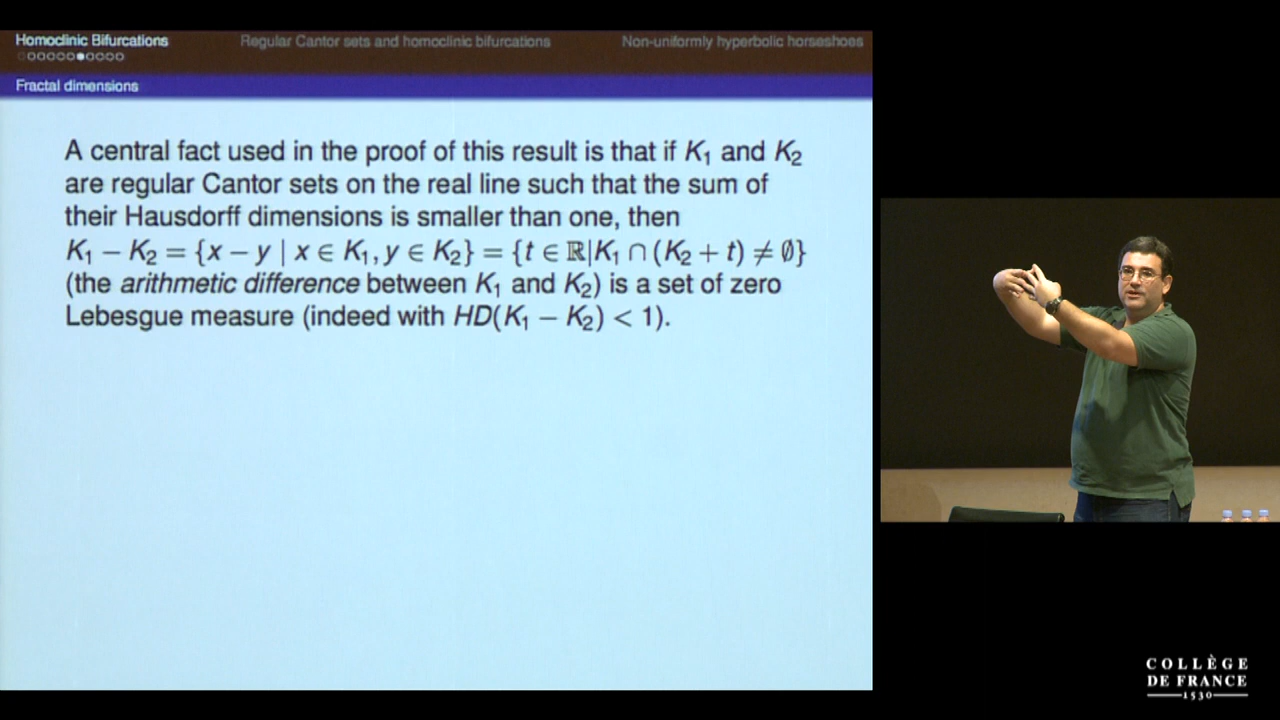 Homoclinic Bifurcations
Regular Cantor sets and homoclinic bifurcations
Non-uniformly hyperbolic horseshoes
Fractal dimensions
A central fact used in the proof of this result is that if K₁ and K₂
are regular Cantor sets on the real line such that the sum of
their Hausdorff dimensions is smaller than one, then
K₁ − K₂ = {x − y | x ∈ K₁, y ∈ K₂} = {t ∈ ℝ|K₁ ∩ (K₂ + t) ≠ ∅}
(the arithmetic difference between K₁ and K₂) is a set of zero
Lebesgue measure (indeed with HD(K₁ − K₂) < 1).
COLLÈGE
DE FRANCE
1530